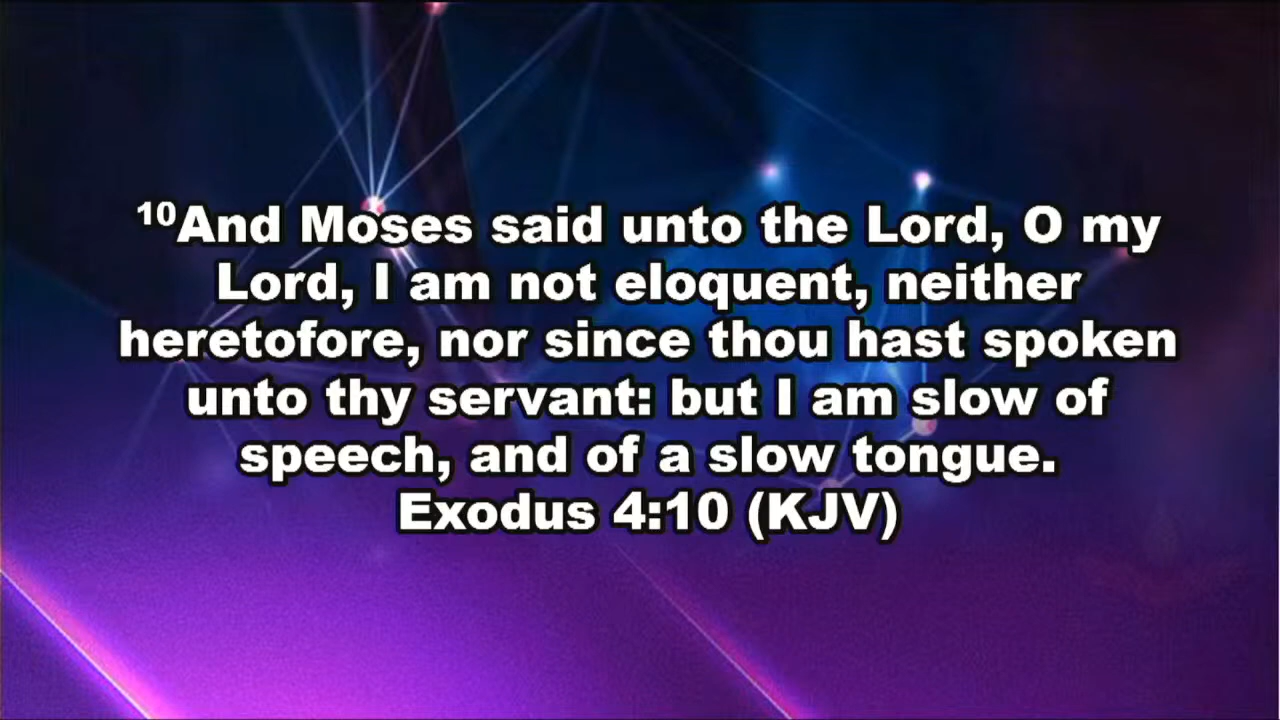 ¹⁰And Moses said unto the Lord, O my
Lord, I am not eloquent, neither
heretofore, nor since thou hast spoken
unto thy servant: but I am slow of
speech, and of a slow tongue.
Exodus 4:10 (KJV)